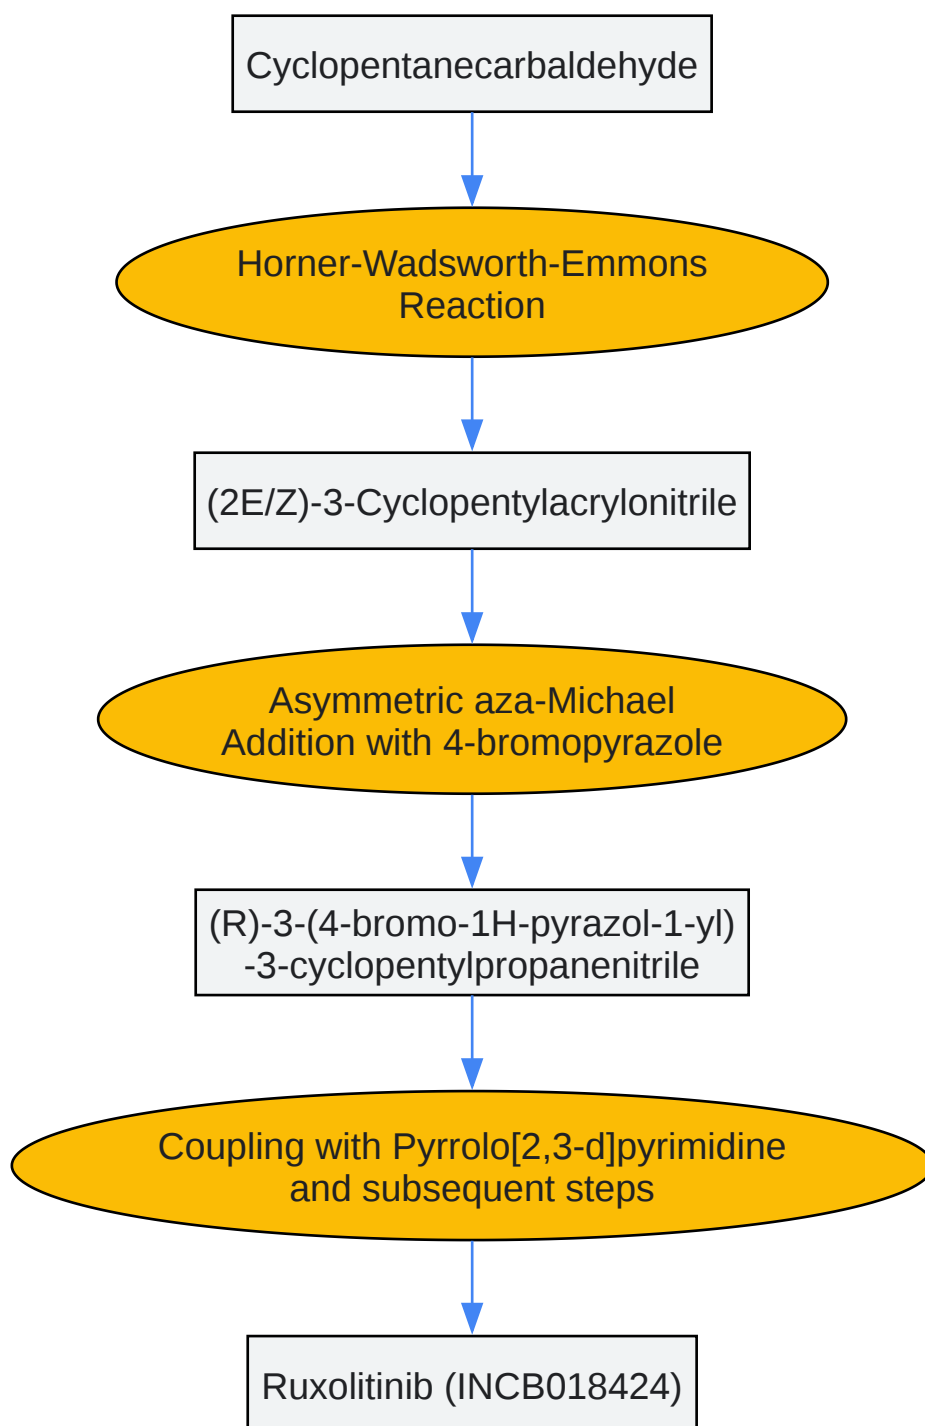 Cyclopentanecarbaldehyde
Horner-Wadsworth-Emmons
Reaction
(2E/Z)-3-Cyclopentylacrylonitrile
Asymmetric aza-Michael
Addition with 4-bromopyrazole
(R)-3-(4-bromo-1H-pyrazol-1-yl)
-3-cyclopentylpropanenitrile
Coupling with Pyrrolo[2,3-d]pyrimidine
and subsequent steps
Ruxolitinib (INCB018424)